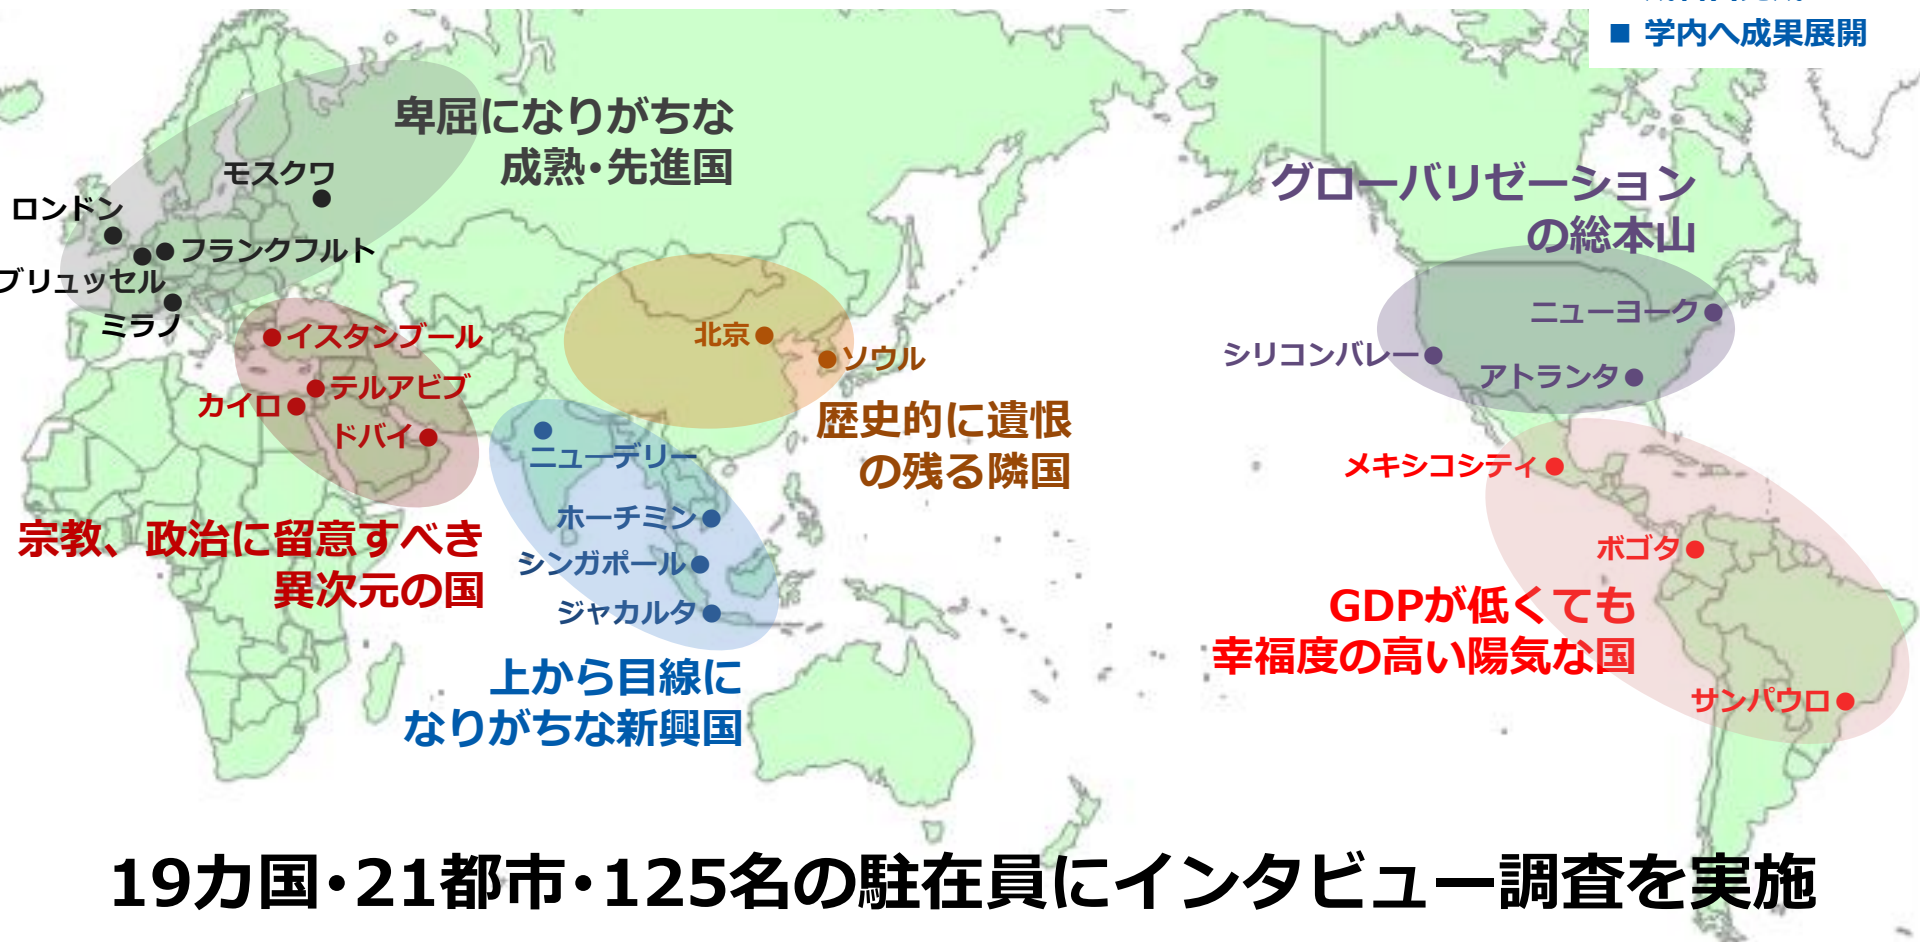 ■ 学内へ成果展開
卑屈になりがちな
成熟・先進国
モスクワ
ロンドン
フランクフルト
ブリュッセル
ミラノ
グローバリゼーション
の総本山
ニューヨーク
シリコンバレー
アトランタ
イスタンブール
テルアビブ
カイロ
ドバイ
北京
ソウル
歴史的に遺恨
の残る隣国
ニューデリー
ホーチミン
シンガポール
ジャカルタ
メキシコシティ
ボゴタ
サンパウロ
宗教、政治に留意すべき
異次元の国
GDPが低くても
幸福度の高い陽気な国
上から目線に
なりがちな新興国
19カ国・21都市・125名の駐在員にインタビュー調査を実施